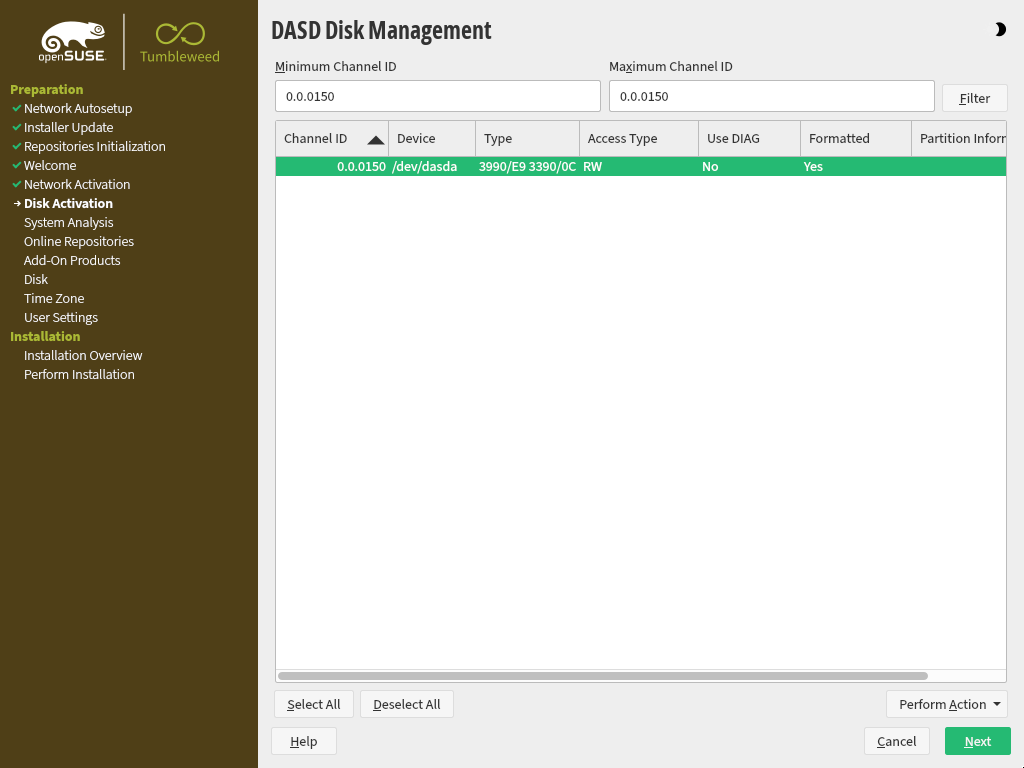 openSUSE
Tumbleweed
Preparation
Network Autosetup
Installer Update
Repositories Initialization
Welcome
Network Activation
Disk Activation
System Analysis
Online Repositories
Add-On Products
Disk
Time Zone
User Settings
Installation
Installation Overview
Perform Installation
DASD Disk Management
Minimum Channel ID Maximum Channel ID
0.0.0150 0.0.0150 Filter
Channel ID Device Type Access Type Use DIAG Formatted Partition Inform
0.0.0150 /dev/dasda 3990/E9 3390/0C RW No Yes
Select All Deselect All Perform Action
Help Cancel Next